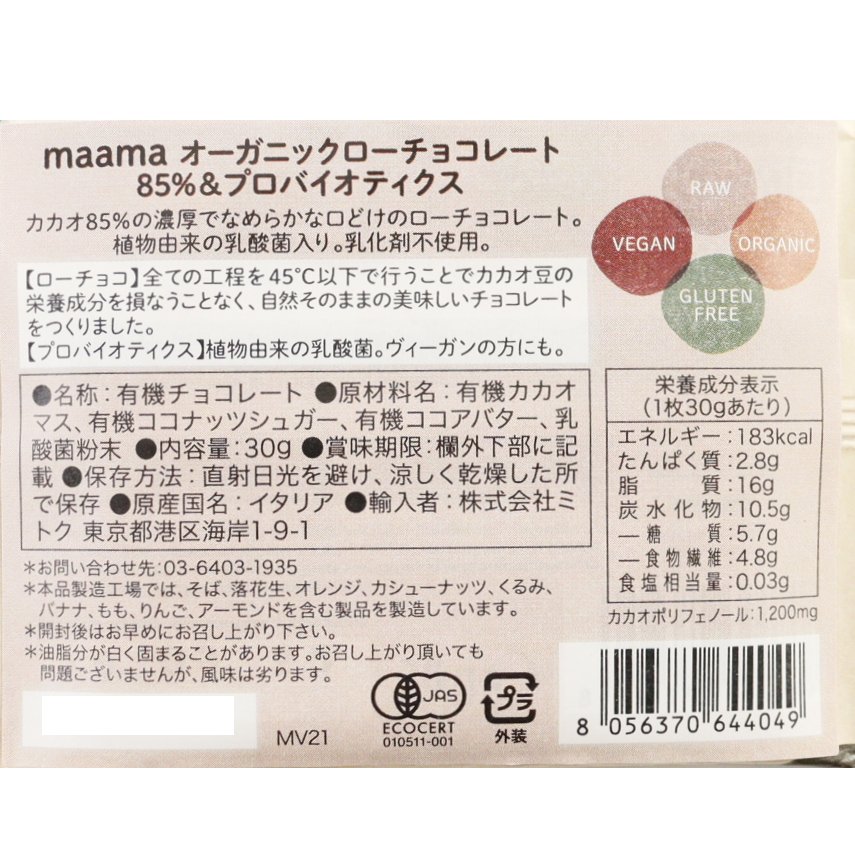 maama オーガニックローチョコレート
85%&プロバイオティクス
カカオ85%の濃厚でなめらかな口どけのローチョコレート。
植物由来の乳酸菌入り。乳化剤不使用。
【ローチョコ】全ての工程を45℃以下で行うことでカカオ豆の
栄養成分を損なうことなく、自然そのままの美味しいチョコレート
をつくりました。
【プロバイオティクス】植物由来の乳酸菌。ヴィーガンの方にも。
RAW
VEGAN
ORGANIC
GLUTEN
FREE
●名称：有機チョコレート ●原材料名：有機カカオ
マス、有機ココナッツシュガー、有機ココアバター、乳
酸菌粉末 ●内容量：30g ●賞味期限：欄外下部に記
載 ●保存方法：直射日光を避け、涼しく乾燥した所
で保存 ●原産国名：イタリア ●輸入者：株式会社ミ
トク 東京都港区海岸1-9-1
栄養成分表示
（1枚30gあたり）
エネルギー：183kcal
たんぱく質：2.8g
脂 質：16g
炭水化物：10.5g
―糖 質：5.7g
―食物繊維：4.8g
食塩相当量：0.03g
カカオポリフェノール：1,200mg
＊お問い合わせ先：03-6403-1935
＊本品製造工場では、そば、落花生、オレンジ、カシューナッツ、くるみ、
バナナ、もも、りんご、アーモンドを含む製品を製造しています。
＊開封後はお早めにお召し上がり下さい。
＊油脂分が白く固まることがあります。お召し上がり頂いても
問題ございませんが、風味は劣ります。
MV21
JAS
ECOCERT
010511-001
プラ
外装
8 056370 644049